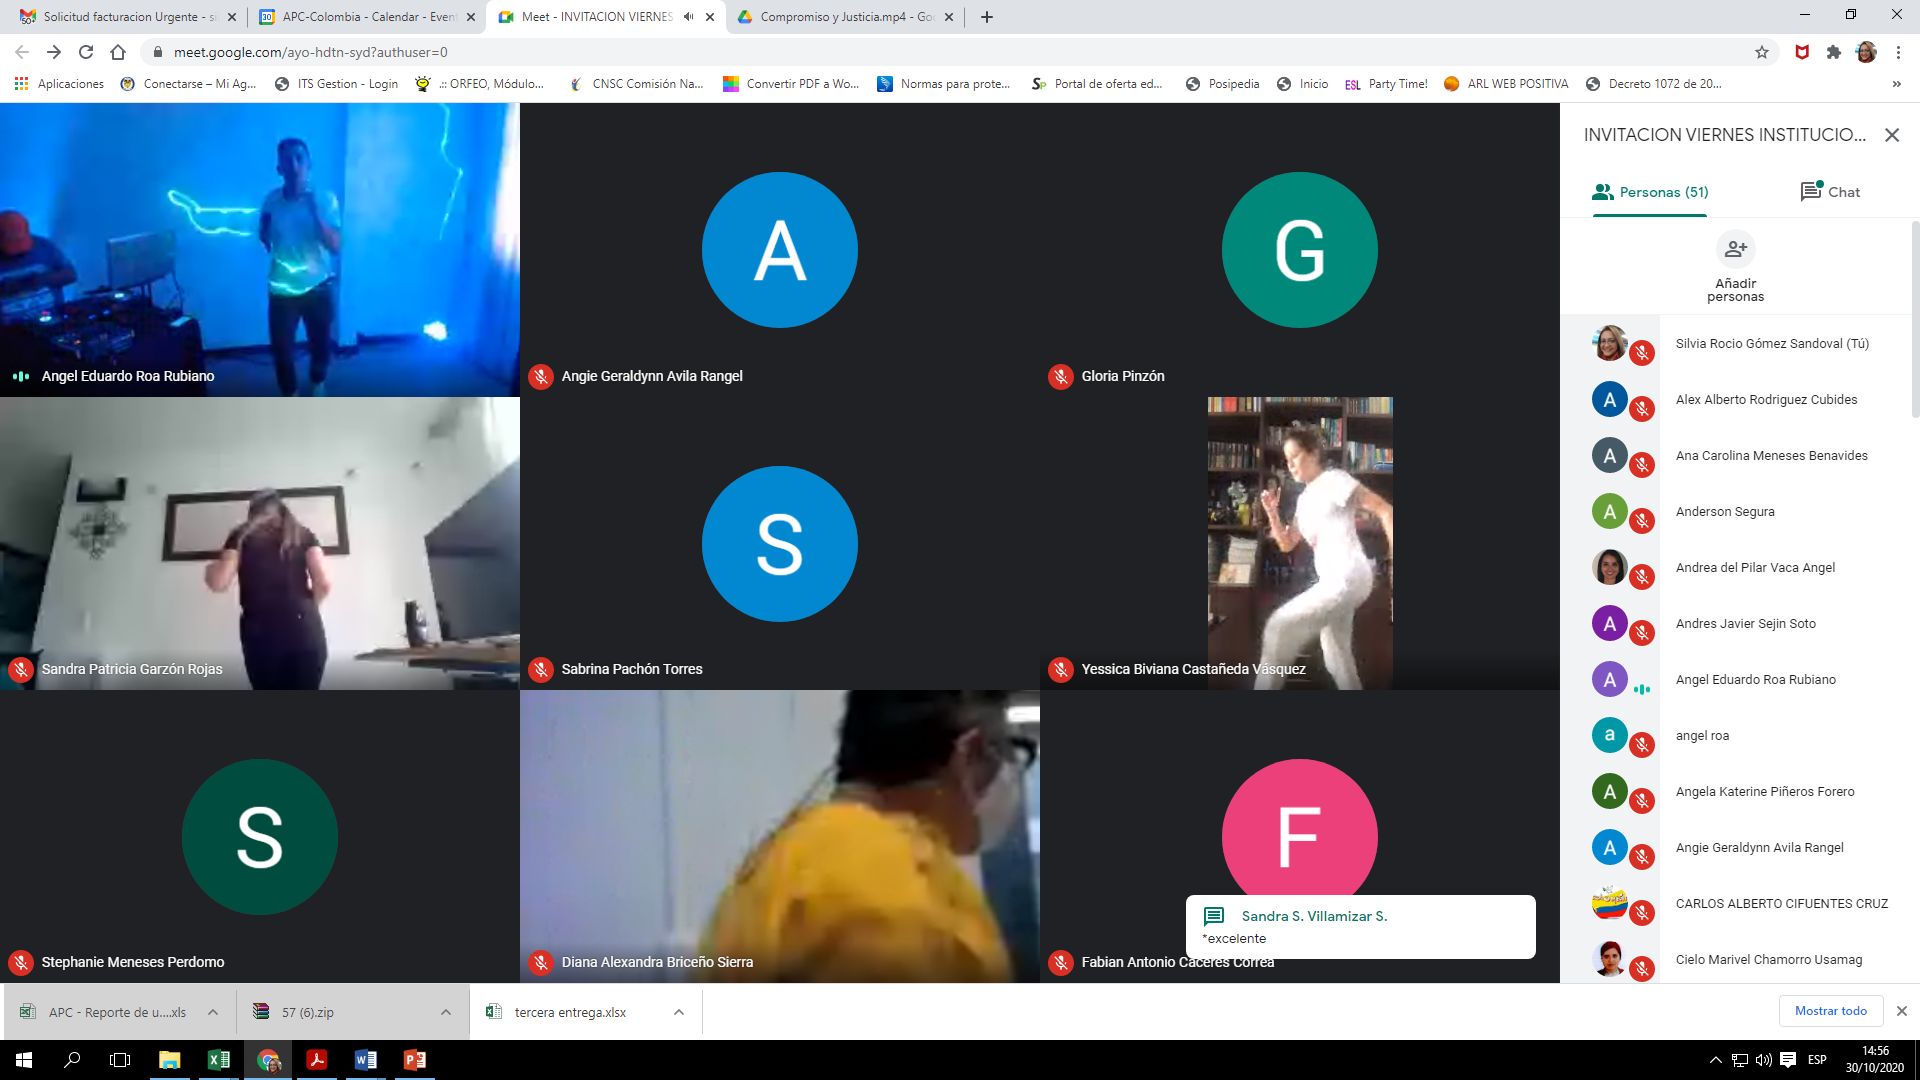 Solicitud facturacion Urgente - s
APC-Colombia - Calendar - Even
Meet - INVITACION VIERNES
Compromiso y Justicia.mp4 - Go
meet.google.com/ayo-hdtn-syd?authuser=0
Aplicaciones
Conectarse – Mi Ag...
ITS Gestion - Login
.:: ORFEO, Módulo...
CNSC Comisión Na...
Convertir PDF a Wo...
Normas para prote...
Portal de oferta ed...
Posipedia
Inicio
ESL Party Time!
ARL WEB POSITIVA
Decreto 1072 de 20...
»
INVITACION VIERNES INSTITUCIO...
Personas (51)
Chat
Añadir
personas
Angel Eduardo Roa Rubiano
A
Angie Geraldynn Avila Rangel
G
Gloria Pinzón
Sandra Patricia Garzón Rojas
S
Sabrina Pachón Torres
Yessica Biviana Castañeda Vásquez
S
Stephanie Meneses Perdomo
Diana Alexandra Briceño Sierra
F
Fabian Antonio Caceres Correa
Sandra S. Villamizar S.
*excelente
Silvia Rocio Gómez Sandoval (Tú)
A Alex Alberto Rodriguez Cubides
A Ana Carolina Meneses Benavides
A Anderson Segura
Andrea del Pilar Vaca Angel
A Andres Javier Sejin Soto
A Angel Eduardo Roa Rubiano
a angel roa
A Angela Katerine Piñeros Forero
A Angie Geraldynn Avila Rangel
CARLOS ALBERTO CIFUENTES CRUZ
Cielo Marivel Chamorro Usamag
APC - Reporte de u....xls
57 (6).zip
tercera entrega.xlsx
Mostrar todo
ESP
14:56
30/10/2020